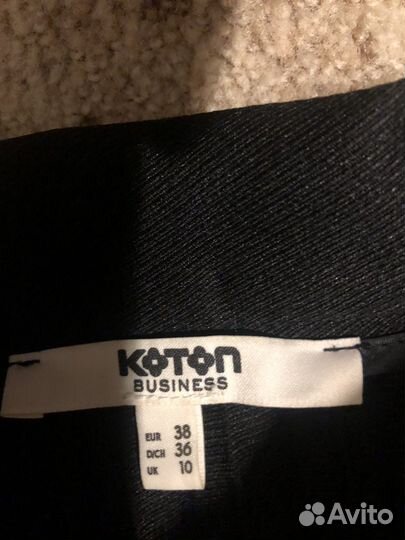 KOTON
BUSINESS
EUR 38
D/CH 36
UK 10
Avito